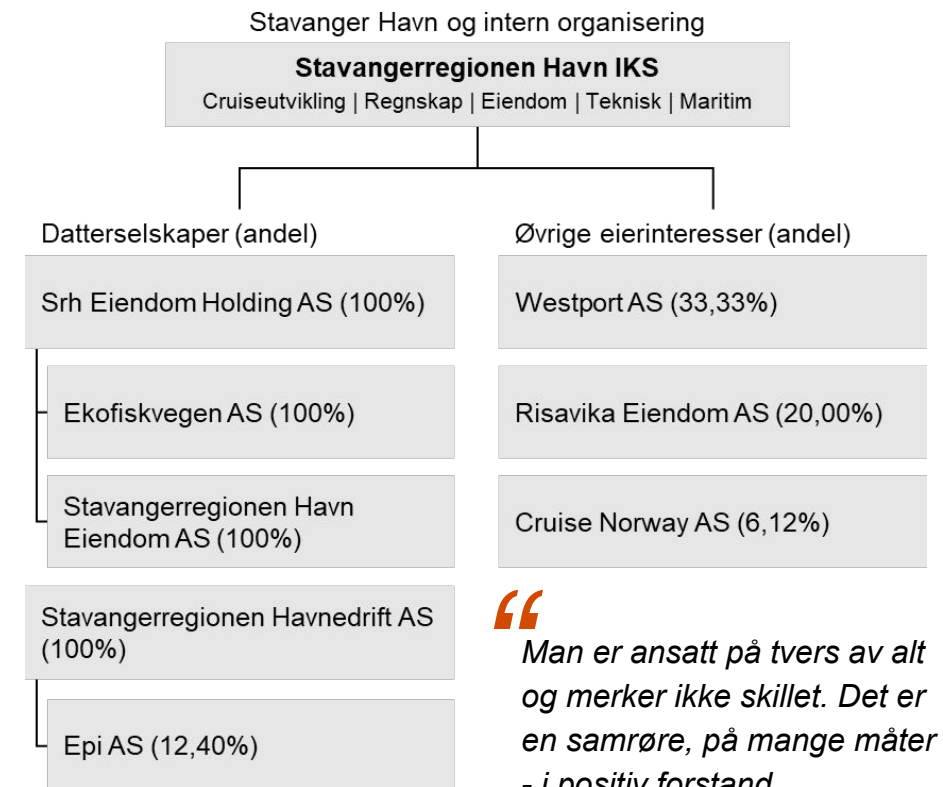 Stavanger Havn og intern organisering
Stavangerregionen Havn IKS
Cruiseutvikling | Regnskap | Eiendom | Teknisk | Maritim
Datterselskaper (andel)
Srh Eiendom Holding AS (100%)
Ekofiskvegen AS (100%)
Stavangerregionen Havn
Eiendom AS (100%)
Stavangerregionen Havnedrift AS
(100%)
Epi AS (12,40%)
Øvrige eierinteresser (andel)
Westport AS (33,33%)
Risavika Eiendom AS (20,00%)
Cruise Norway AS (6,12%)
“
Man er ansatt på tvers av alt
og merker ikke skillet. Det er
en samrøre, på mange måter
- i positiv forstand